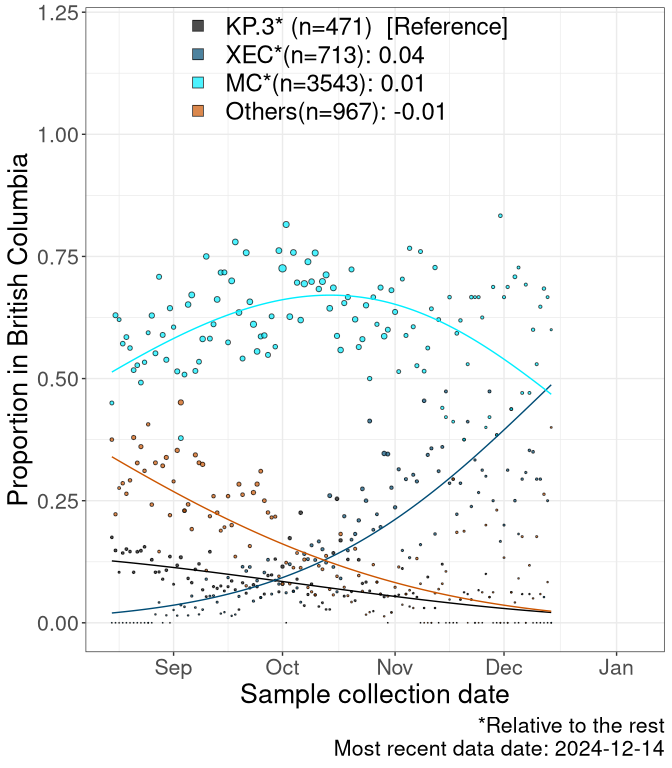 KP.3* (n=471)  [Reference]
XEC*(n=713): 0.04
MC*(n=3543): 0.01
Others(n=967): -0.01
1.25
1.00
0.75
0.50
0.25
0.00
Proportion in British Columbia
Sep Oct Nov Dec Jan
Sample collection date
*Relative to the rest
Most recent data date: 2024-12-14